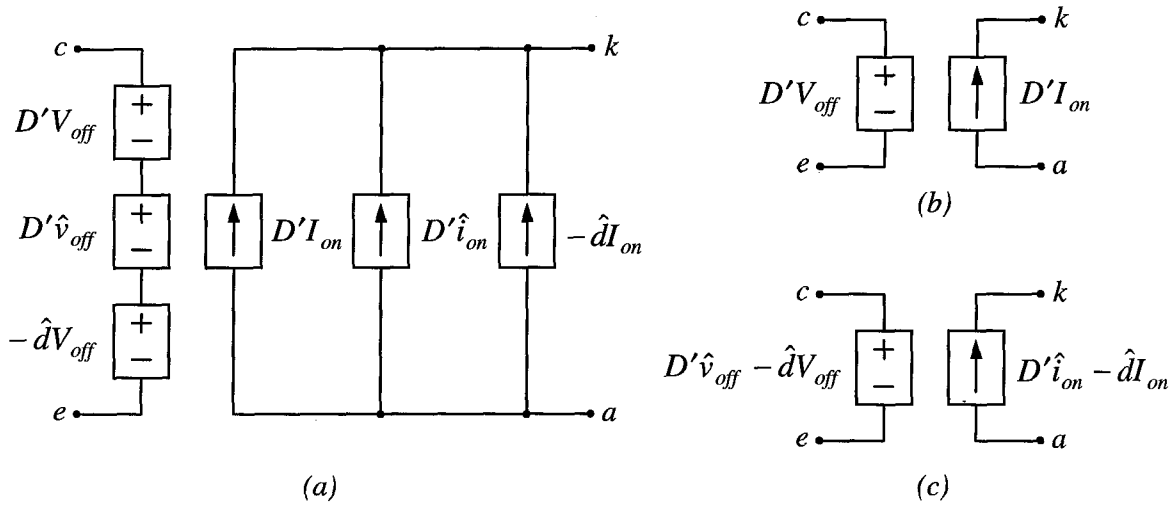 c
k
+
−
D′V_off
+
−
D′v̂_off
D′I_on
D′î_on
−d̂I_on
+
−
−d̂V_off
e
a
(a)
c
k
+
−
D′V_off
D′I_on
e
a
(b)
c
k
+
−
D′v̂_off − d̂V_off
D′î_on − d̂I_on
e
a
(c)